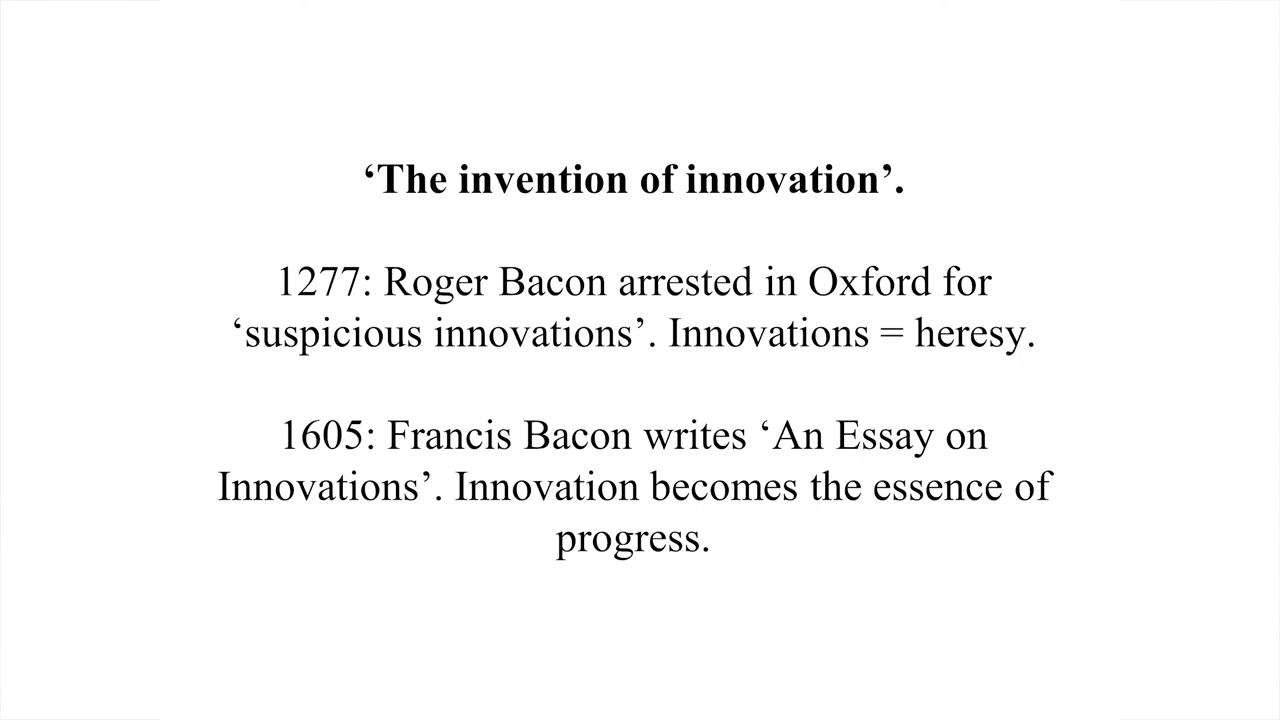 ‘The invention of innovation’.
1277: Roger Bacon arrested in Oxford for
‘suspicious innovations’. Innovations = heresy.
1605: Francis Bacon writes ‘An Essay on
Innovations’. Innovation becomes the essence of
progress.